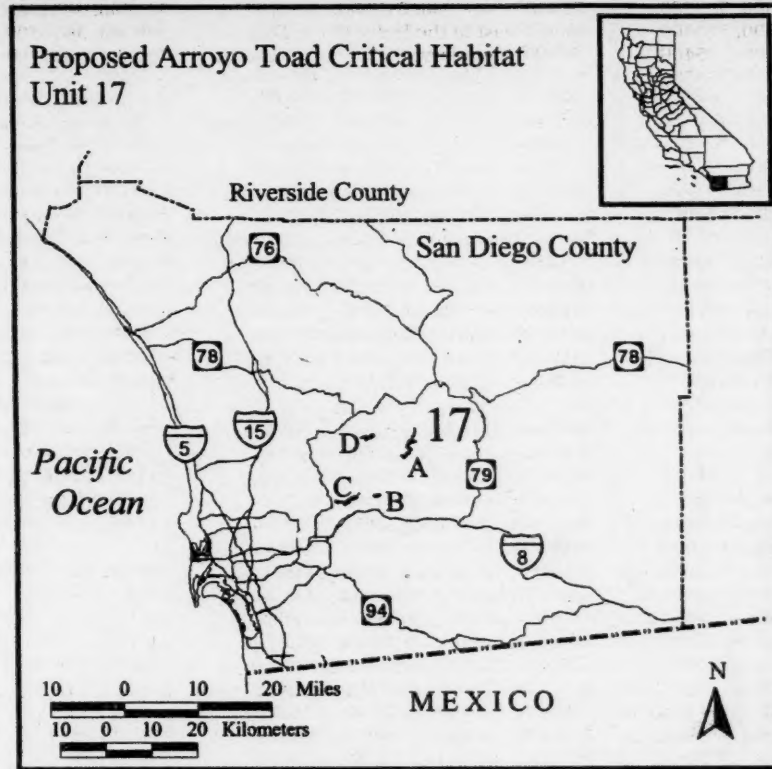 Proposed Arroyo Toad Critical Habitat
Unit 17
Riverside County
San Diego County
76
78
78
17
D
15
5
A
Pacific
Ocean
79
C
B
8
94
10 0 10 20 Miles
10 0 10 20 Kilometers
MEXICO
N